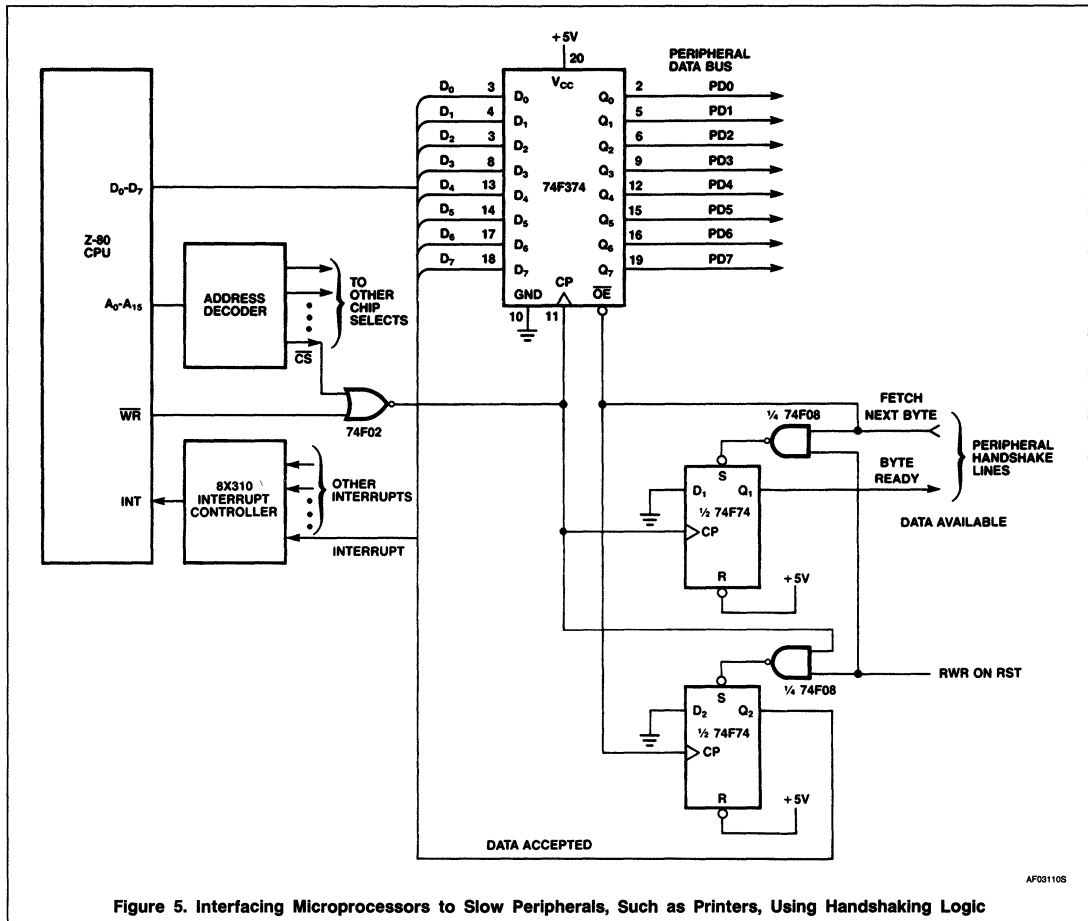 +5V
20
PERIPHERAL
DATA BUS
VCC
D0 3 D0 Q0 2 PD0
D1 4 D1 Q1 5 PD1
D2 3 D2 Q2 6 PD2
D3 8 D3 Q3 9 PD3
74F374
D4 13 D4 Q4 12 PD4
D5 14 D5 Q5 15 PD5
D6 17 D6 Q6 16 PD6
D7 18 D7 Q7 19 PD7
GND CP OE
10 11
D0-D7
Z-80
CPU
A0-A15
WR
INT
ADDRESS
DECODER
TO
OTHER
CHIP
SELECTS
CS
74F02
8X310
INTERRUPT
CONTROLLER
OTHER
INTERRUPTS
INTERRUPT
FETCH
NEXT BYTE
1/4 74F08
PERIPHERAL
HANDSHAKE
LINES
BYTE
READY
DATA AVAILABLE
S
D1 Q1
1/2 74F74
CP
R
+5V
RWR ON RST
1/4 74F08
S
D2 Q2
1/2 74F74
CP
R
+5V
DATA ACCEPTED
AF03110S
Figure 5. Interfacing Microprocessors to Slow Peripherals, Such as Printers, Using Handshaking Logic